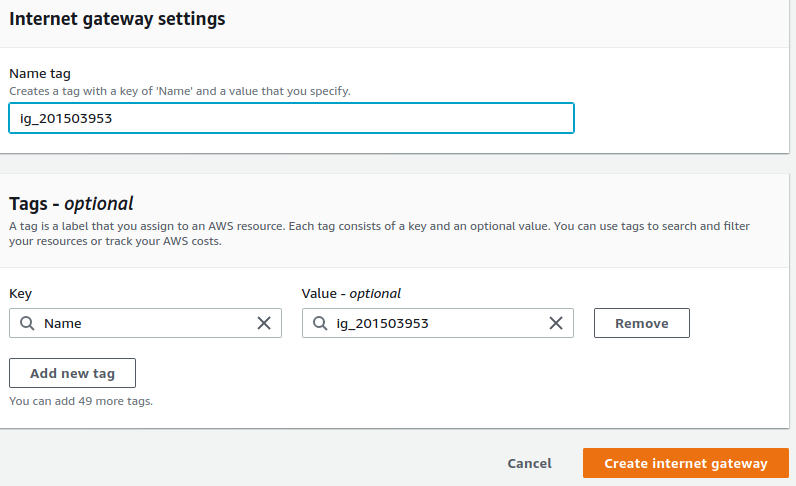 Internet gateway settings
Name tag
Creates a tag with a key of 'Name' and a value that you specify.
ig_201503953
Tags - optional
A tag is a label that you assign to an AWS resource. Each tag consists of a key and an optional value. You can use tags to search and filter
your resources or track your AWS costs.
Key
Value - optional
Name
ig_201503953
Remove
Add new tag
You can add 49 more tags.
Cancel
Create internet gateway